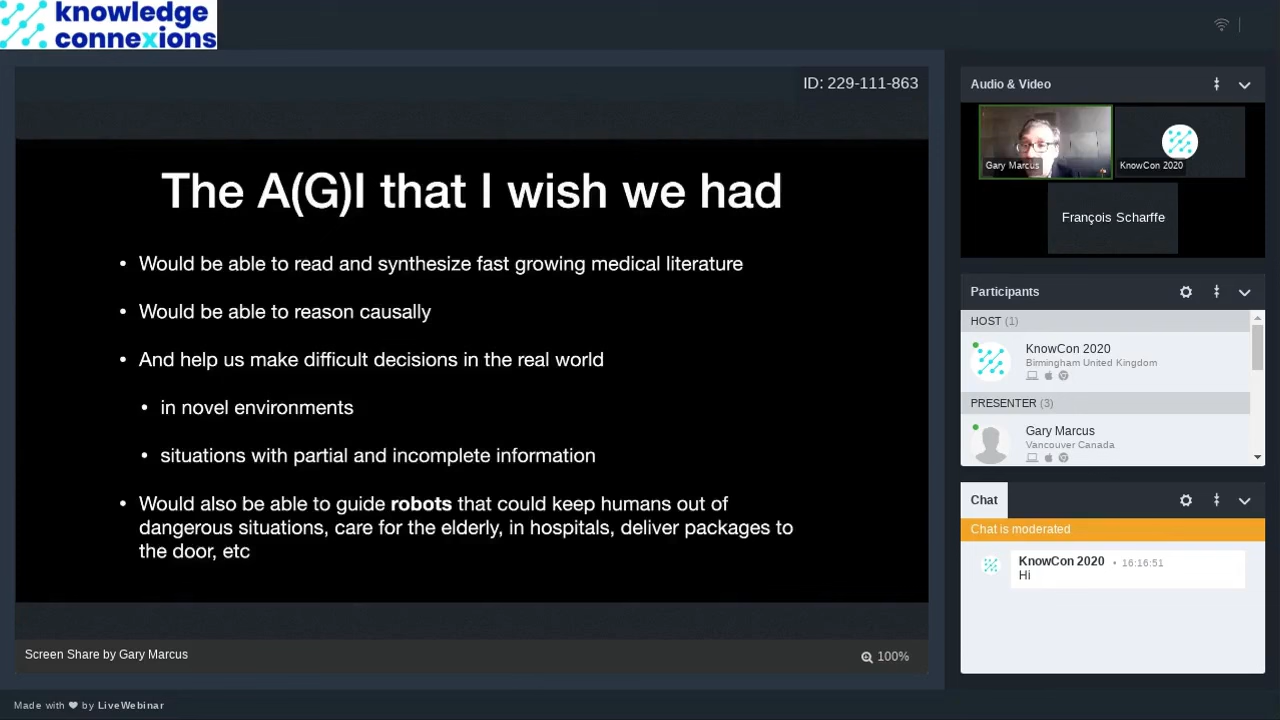 knowledge
connexions
ID: 229-111-863
The A(G)I that I wish we had
• Would be able to read and synthesize fast growing medical literature
• Would be able to reason causally
• And help us make difficult decisions in the real world
• in novel environments
• situations with partial and incomplete information
• Would also be able to guide robots that could keep humans out of
dangerous situations, care for the elderly, in hospitals, deliver packages to
the door, etc
Screen Share by Gary Marcus
100%
Audio & Video
Gary Marcus
KnowCon 2020
François Scharffe
Participants
HOST (1)
KnowCon 2020
Birmingham United Kingdom
PRESENTER (3)
Gary Marcus
Vancouver Canada
Chat
Chat is moderated
KnowCon 2020 • 16:16:51
Hi
Made with ❤ by LiveWebinar